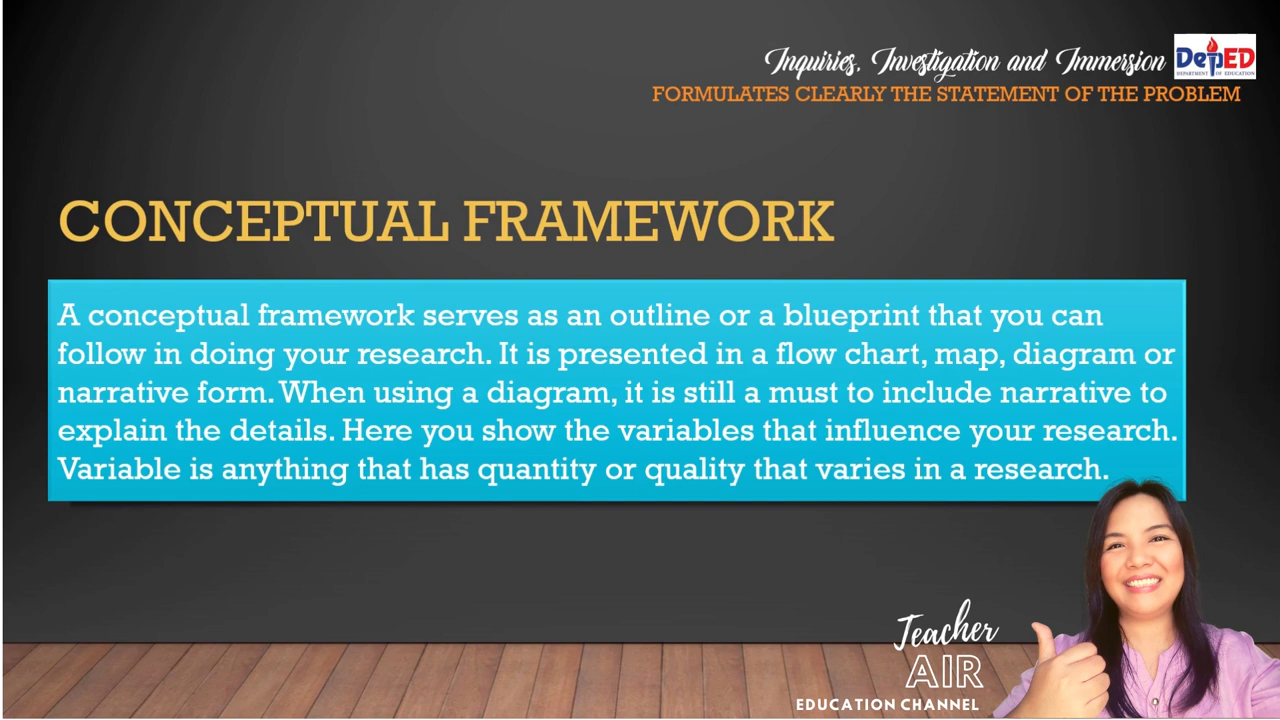 Inquiries, Investigation and Immersion
DepED
DEPARTMENT OF EDUCATION
FORMULATES CLEARLY THE STATEMENT OF THE PROBLEM
CONCEPTUAL FRAMEWORK
A conceptual framework serves as an outline or a blueprint that you can
follow in doing your research. It is presented in a flow chart, map, diagram or
narrative form. When using a diagram, it is still a must to include narrative to
explain the details. Here you show the variables that influence your research.
Variable is anything that has quantity or quality that varies in a research.
Teacher
AIR
EDUCATION CHANNEL